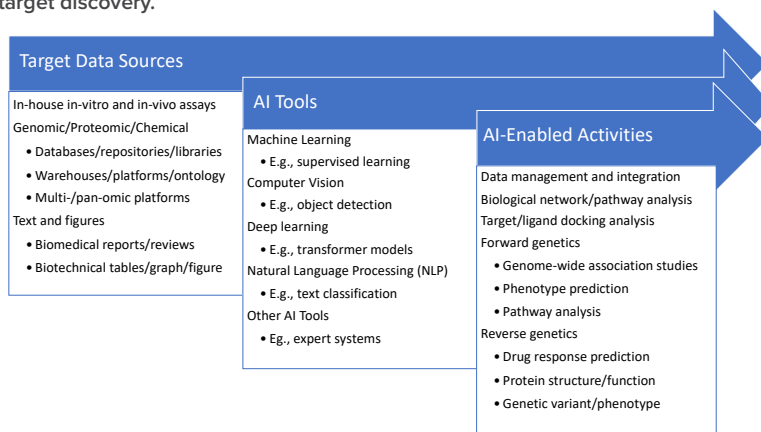 target discovery.
Target Data Sources
In-house in-vitro and in-vivo assays
Genomic/Proteomic/Chemical
• Databases/repositories/libraries
• Warehouses/platforms/ontology
• Multi-/pan-omic platforms
Text and figures
• Biomedical reports/reviews
• Biotechnical tables/graph/figure
AI Tools
Machine Learning
• E.g., supervised learning
Computer Vision
• E.g., object detection
Deep learning
• E.g., transformer models
Natural Language Processing (NLP)
• E.g., text classification
Other AI Tools
• Eg., expert systems
AI-Enabled Activities
Data management and integration
Biological network/pathway analysis
Target/ligand docking analysis
Forward genetics
• Genome-wide association studies
• Phenotype prediction
• Pathway analysis
Reverse genetics
• Drug response prediction
• Protein structure/function
• Genetic variant/phenotype